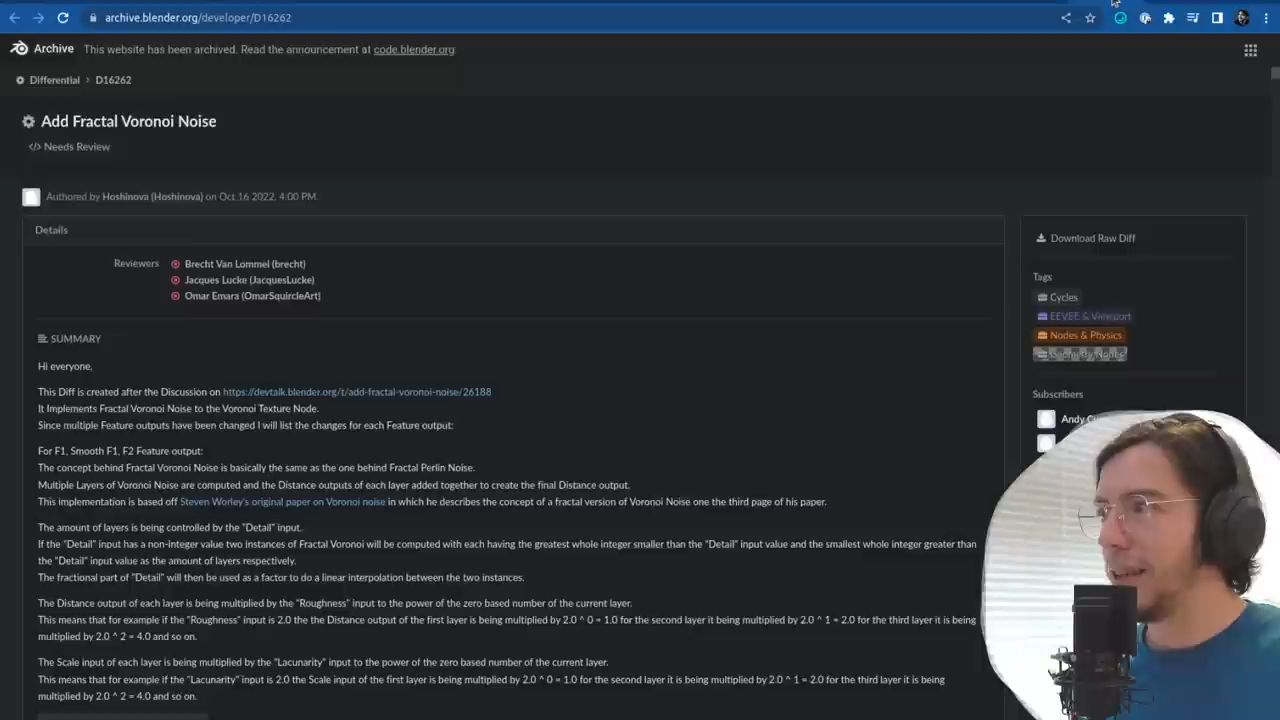 archive.blender.org/developer/D16262
Archive This website has been archived. Read the announcement at code.blender.org.
Differential > D16262
Add Fractal Voronoi Noise
</> Needs Review
Authored by Hoshinova (Hoshinova) on Oct 16 2022, 4:00 PM.
Details
Reviewers
Brecht Van Lommel (brecht)
Jacques Lucke (JacquesLucke)
Omar Emara (OmarSquircleArt)
SUMMARY
Hi everyone,
This Diff is created after the Discussion on https://devtalk.blender.org/t/add-fractal-voronoi-noise/26188
It Implements Fractal Voronoi Noise to the Voronoi Texture Node.
Since multiple Feature outputs have been changed I will list the changes for each Feature output:
For F1, Smooth F1, F2 Feature output:
The concept behind Fractal Voronoi Noise is basically the same as the one behind Fractal Perlin Noise.
Multiple Layers of Voronoi Noise are computed and the Distance outputs of each layer added together to create the final Distance output.
This implementation is based off Steven Worley's original paper on Voronoi noise in which he describes the concept of a fractal version of Voronoi Noise one the third page of his paper.
The amount of layers is being controlled by the "Detail" input.
If the "Detail" input has a non-integer value two instances of Fractal Voronoi will be computed with each having the greatest whole integer smaller than the "Detail" input value and the smallest whole integer greater than
the "Detail" input value as the amount of layers respectively.
The fractional part of "Detail" will then be used as a factor to do a linear interpolation between the two instances.
The Distance output of each layer is being multiplied by the "Roughness" input to the power of the zero based number of the current layer.
This means that for example if the "Roughness" input is 2.0 the the Distance output of the first layer is being multiplied by 2.0 ^ 0 = 1.0 for the second layer it being multiplied by 2.0 ^ 1 = 2.0 for the third layer it is being
multiplied by 2.0 ^ 2 = 4.0 and so on.
The Scale input of each layer is being multiplied by the "Lacunarity" input to the power of the zero based number of the current layer.
This means that for example if the "Lacunarity" input is 2.0 the Scale input of the first layer is being multiplied by 2.0 ^ 0 = 1.0 for the second layer it is being multiplied by 2.0 ^ 1 = 2.0 for the third layer it is being
multiplied by 2.0 ^ 2 = 4.0 and so on.
Download Raw Diff
Tags
Cycles
EEVEE & Viewport
Nodes & Physics
Geometry Nodes
Subscribers
Andy